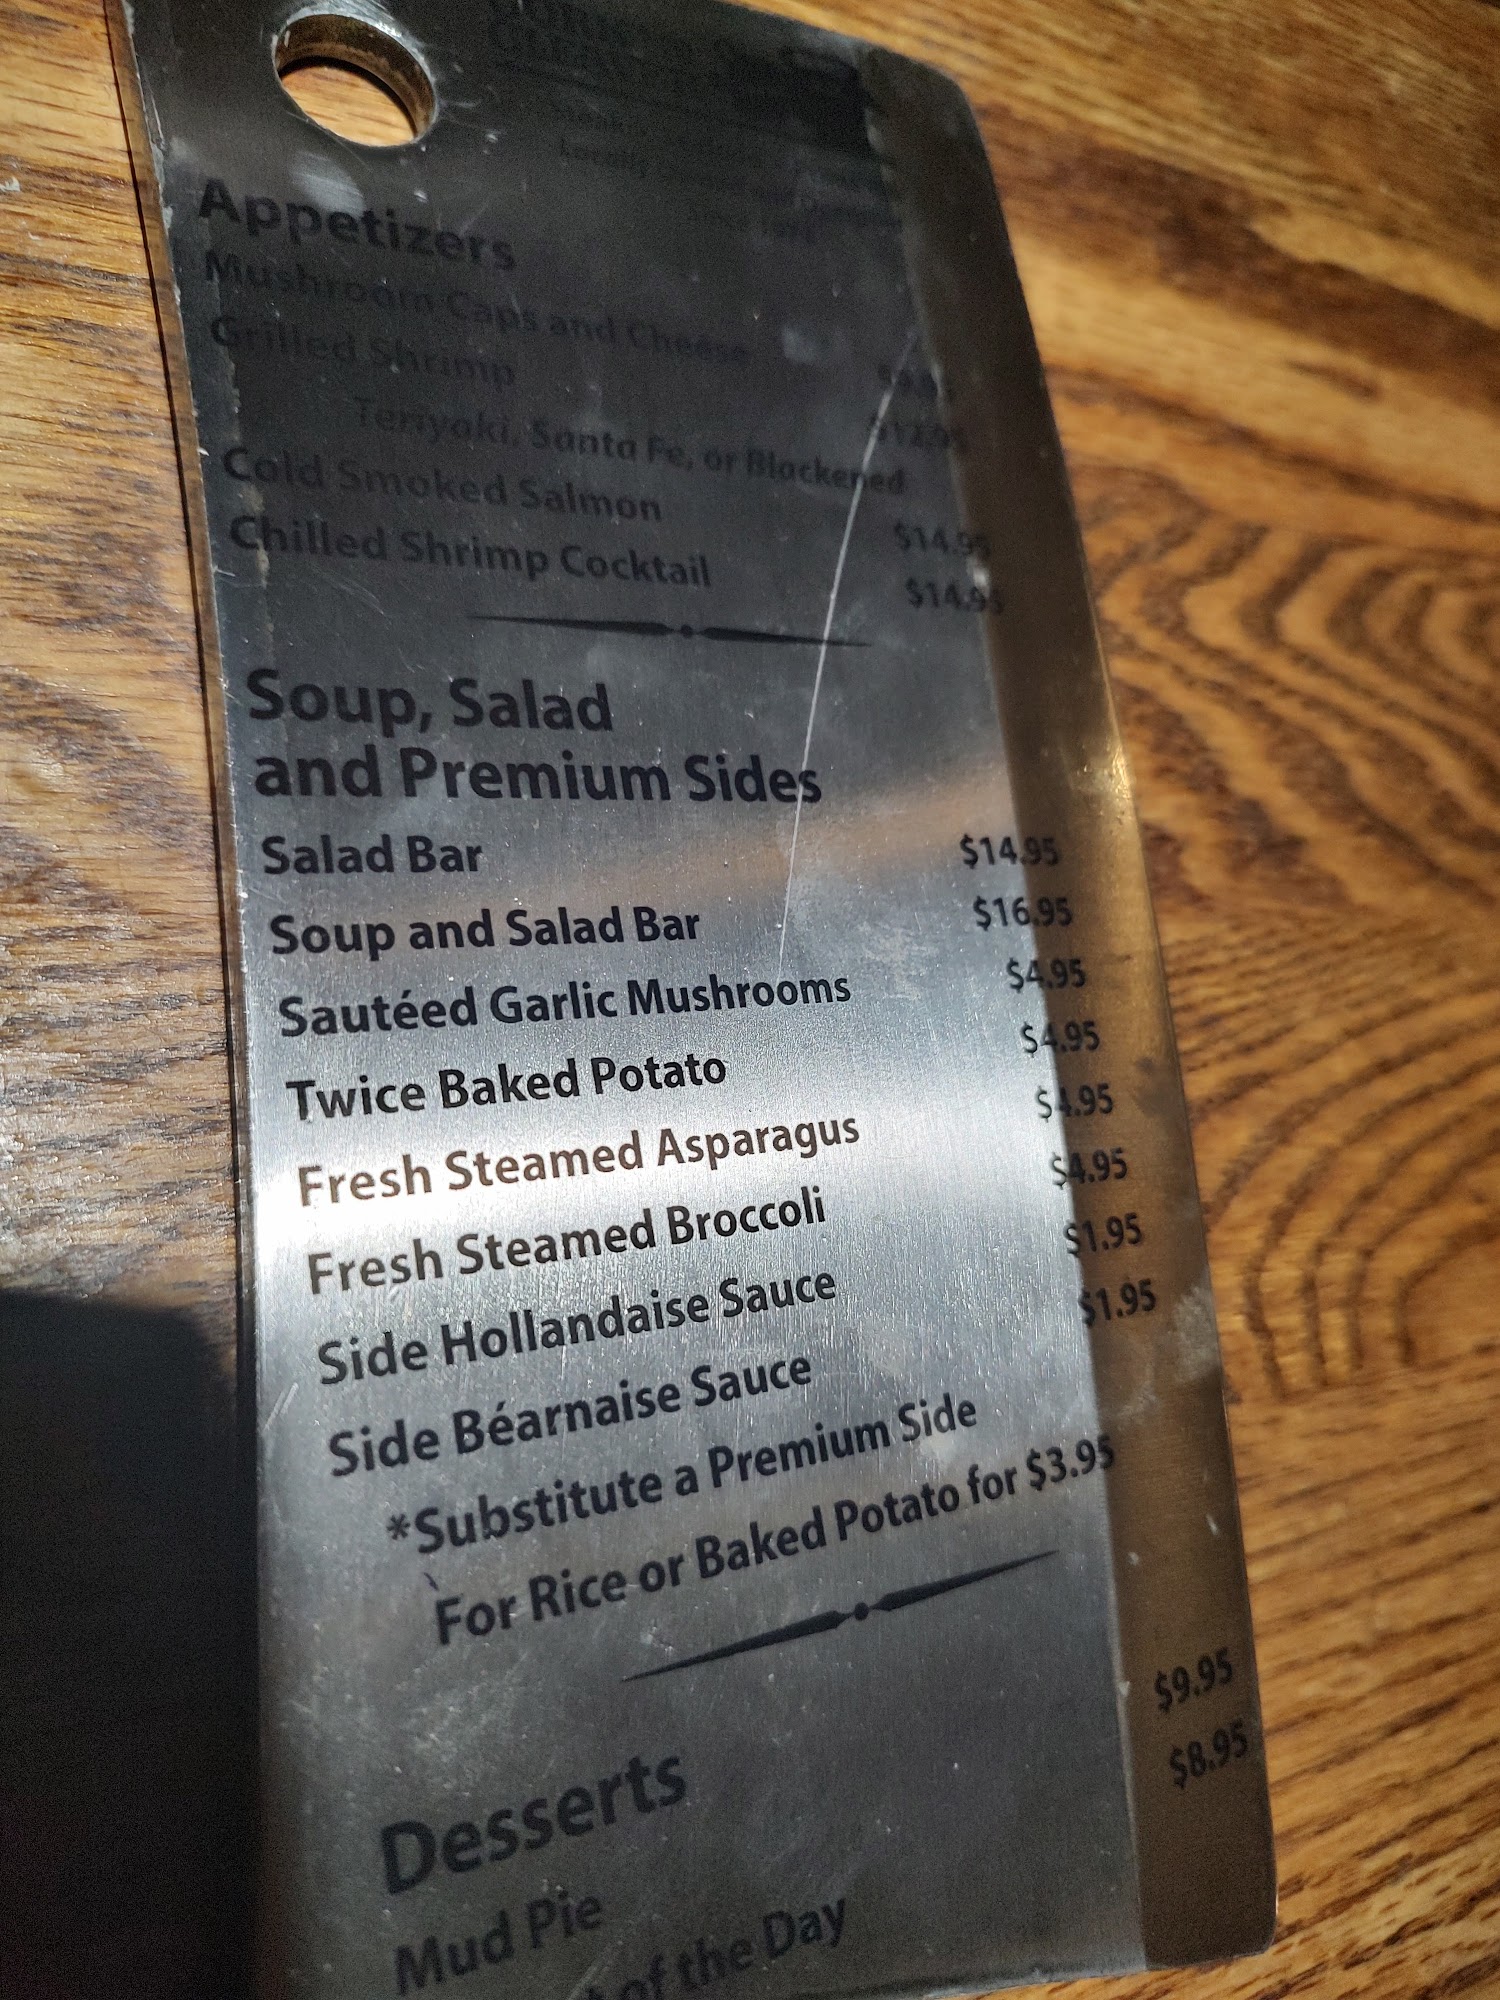 Appetizers
Mushroom Caps and Cheese
Grilled Shrimp $12.95
Teriyaki, Santa Fe, or Blackened
Cold Smoked Salmon $14.95
Chilled Shrimp Cocktail $14.95
Soup, Salad
and Premium Sides
Salad Bar $14.95
Soup and Salad Bar $16.95
Sautéed Garlic Mushrooms $4.95
Twice Baked Potato $4.95
Fresh Steamed Asparagus $4.95
Fresh Steamed Broccoli $4.95
Side Hollandaise Sauce $1.95
Side Béarnaise Sauce $1.95
*Substitute a Premium Side
For Rice or Baked Potato for $3.95
Desserts
Mud Pie $9.95
of the Day $8.95